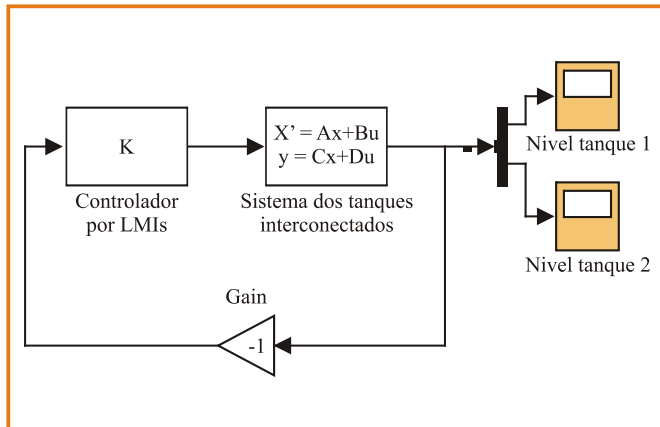 K
Controlador
por LMIs
X' = Ax+Bu
y = Cx+Du
Sistema dos tanques
interconectados
Nivel tanque 1
Nivel tanque 2
Gain
-1